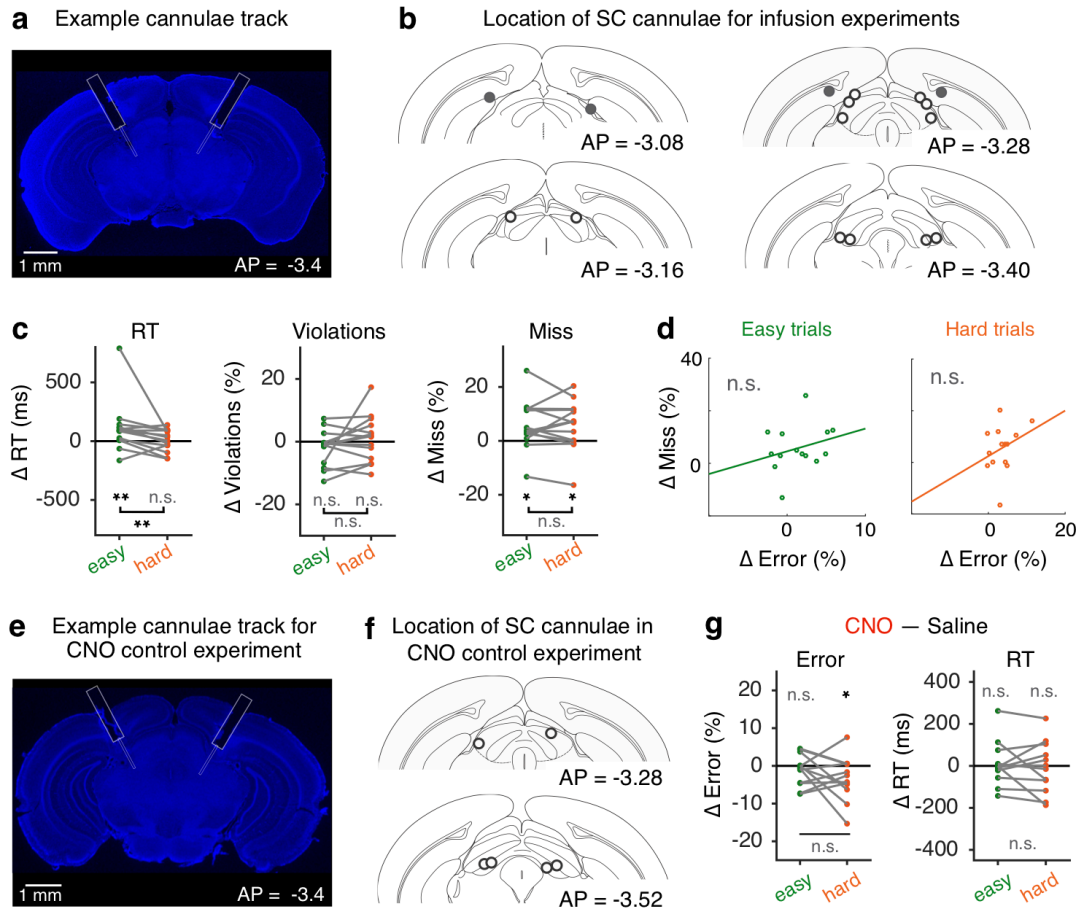 a Example cannulae track
1 mm
AP = -3.4
b Location of SC cannulae for infusion experiments
AP = -3.08
AP = -3.28
AP = -3.16
AP = -3.40
c RT
Δ RT (ms)
500
0
-500
** n.s.
**
easy hard
Violations
Δ Violations (%)
20
0
-20
n.s. n.s.
n.s.
easy hard
Miss
Δ Miss (%)
20
0
-20
* *
n.s.
easy hard
d Easy trials
Δ Miss (%)
40
0
n.s.
0 10
Δ Error (%)
Hard trials
n.s.
0 20
Δ Error (%)
e Example cannulae track for
CNO control experiment
1 mm
AP = -3.4
f Location of SC cannulae in
CNO control experiment
AP = -3.28
AP = -3.52
g CNO — Saline
Error
Δ Error (%)
20
10
0
-10
-20
n.s. *
n.s.
easy hard
RT
Δ RT (ms)
400
200
0
-200
-400
n.s. n.s.
n.s.
easy hard